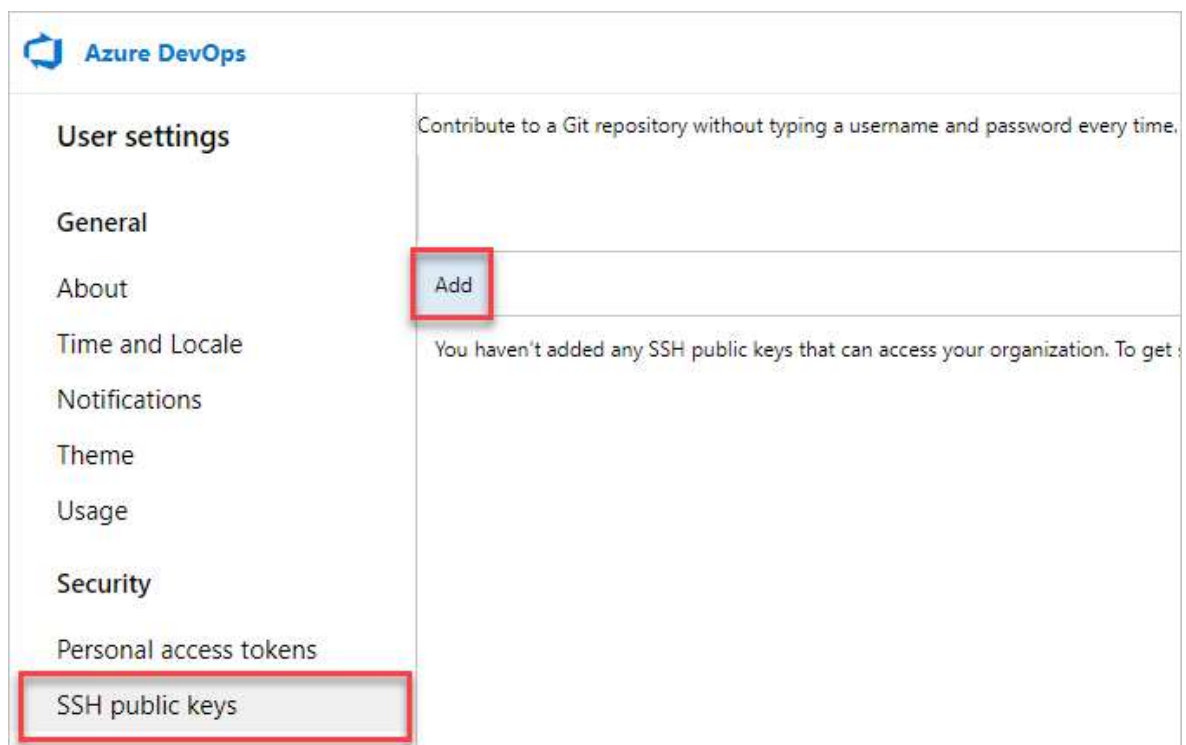 Azure DevOps
User settings
General
About
Time and Locale
Notifications
Theme
Usage
Security
Personal access tokens
SSH public keys
Contribute to a Git repository without typing a username and password every time.
Add
You haven't added any SSH public keys that can access your organization. To get